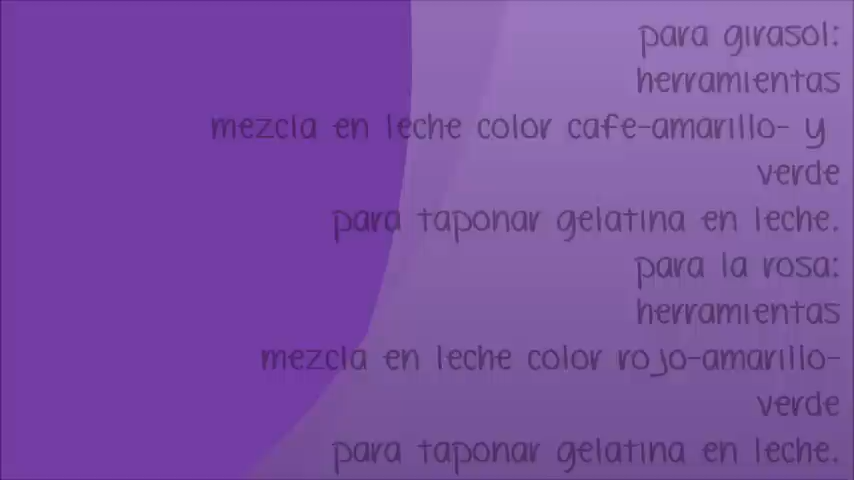 para girasol:
herramientas
mezcla en leche color cafe-amarillo- y
verde
para taponar gelatina en leche.
para la rosa:
herramientas
mezcla en leche color rojo-amarillo-
verde
para taponar gelatina en leche.